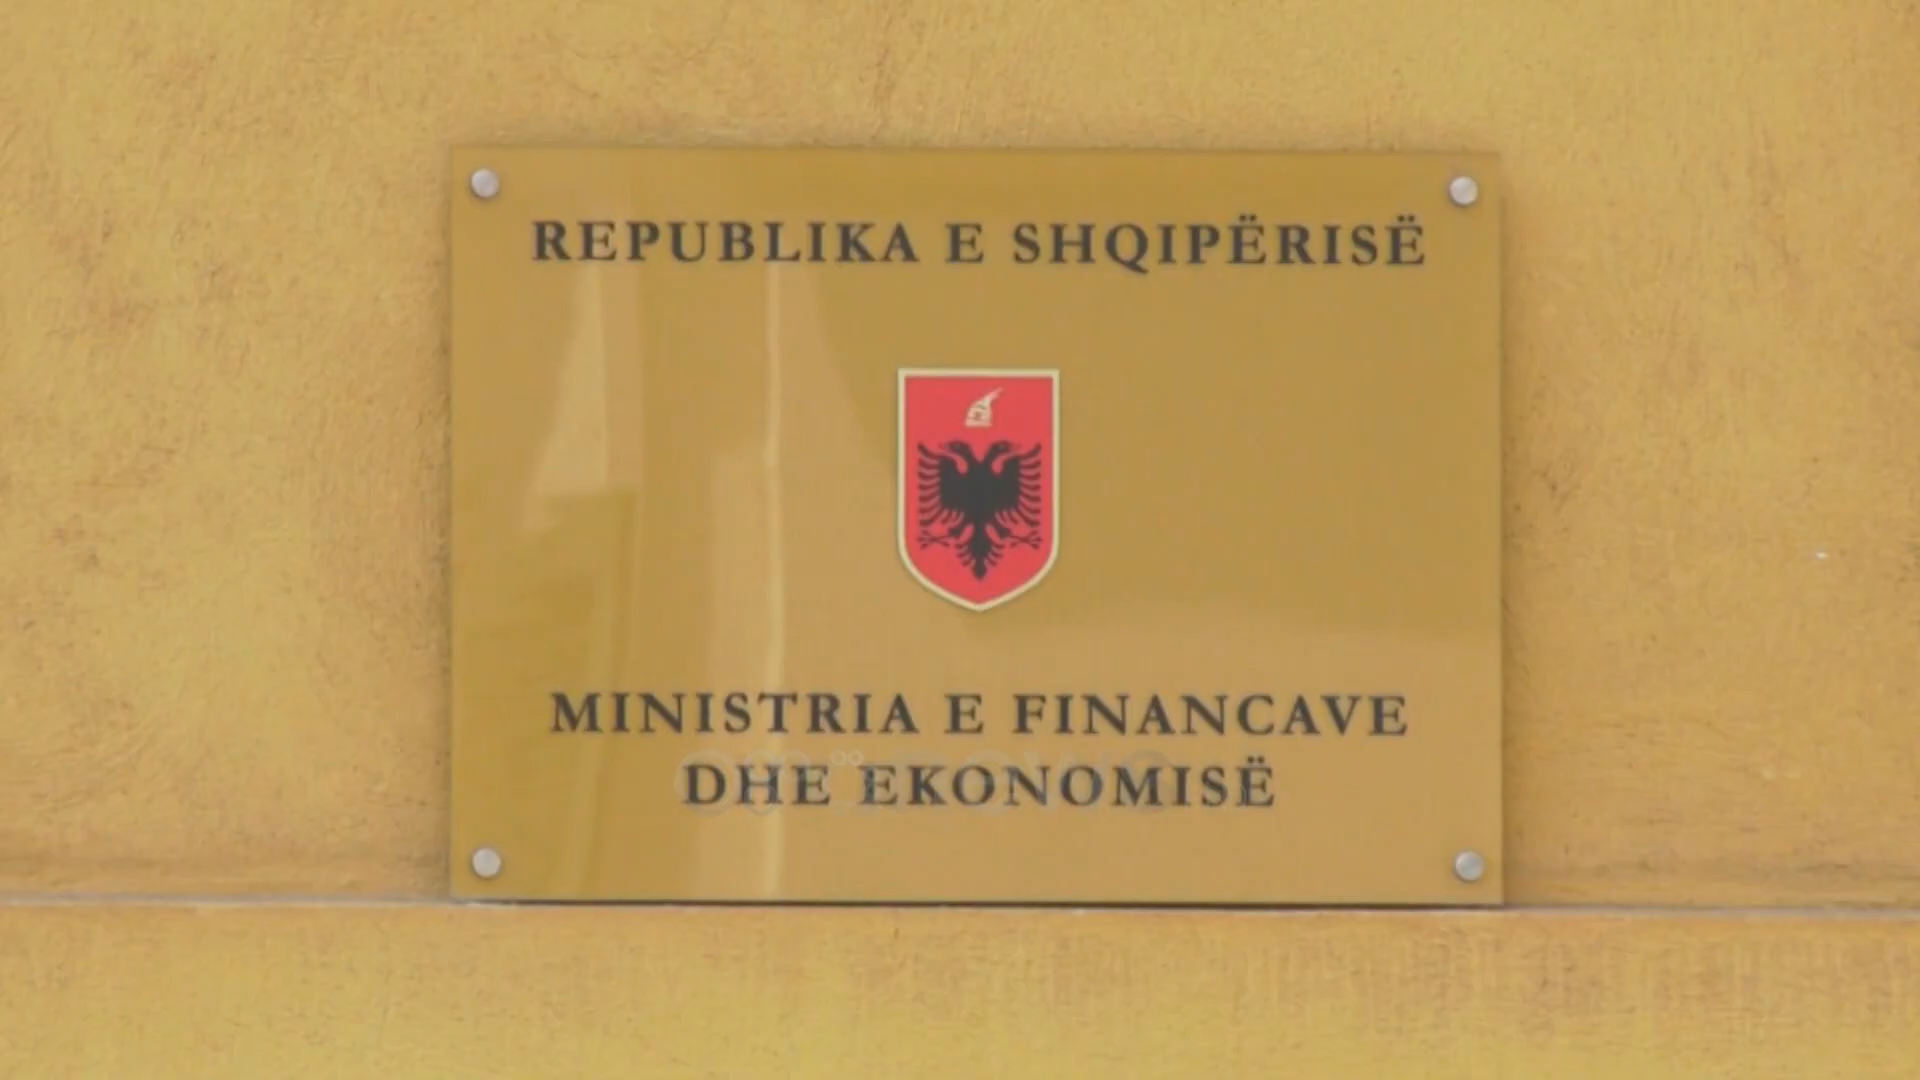 REPUBLIKA E SHQIPËRISË
MINISTRIA E FINANCAVE
DHE EKONOMISË